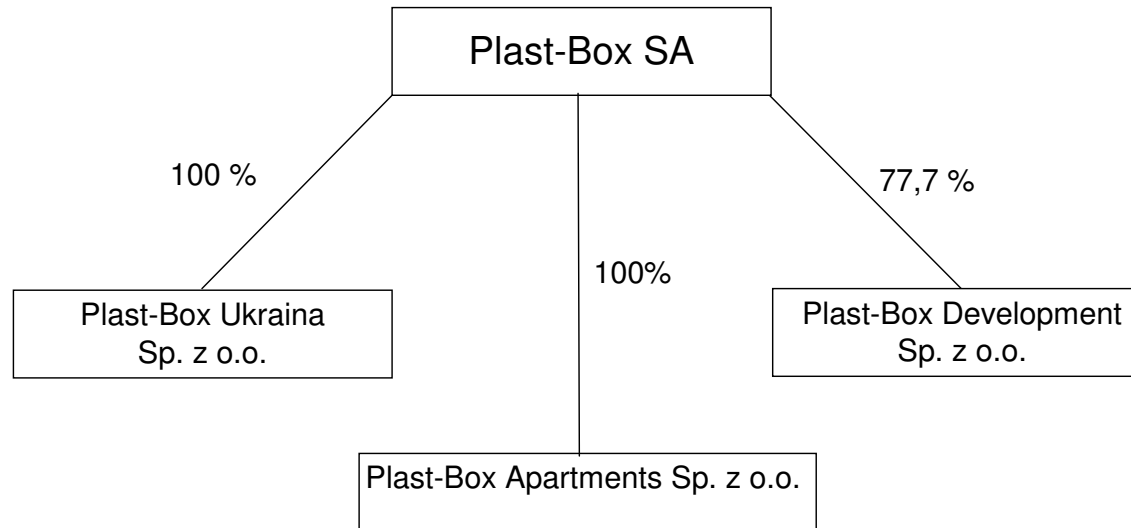 Plast-Box SA
100 %
77,7 %
100%
Plast-Box Ukraina
Sp. z o.o.
Plast-Box Development
Sp. z o.o.
Plast-Box Apartments Sp. z o.o.